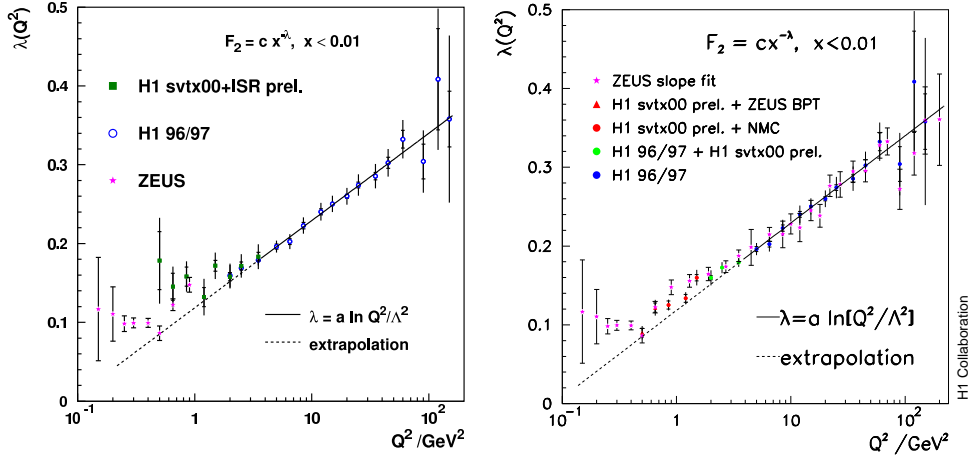 λ(Q²)
F₂ = c x^-λ, x < 0.01
H1 svtx00+ISR prel.
H1 96/97
ZEUS
λ = a ln Q²/Λ²
extrapolation
0.5
0.4
0.3
0.2
0.1
0
10⁻¹ 1 10 10²
Q² /GeV²
λ(Q²)
F₂ = cx^-λ, x<0.01
ZEUS slope fit
H1 svtx00 prel. + ZEUS BPT
H1 svtx00 prel. + NMC
H1 96/97 + H1 svtx00 prel.
H1 96/97
λ=a ln[Q²/Λ²]
extrapolation
0.5
0.4
0.3
0.2
0.1
0
10⁻¹ 1 10 10²
Q² /GeV²
H1 Collaboration